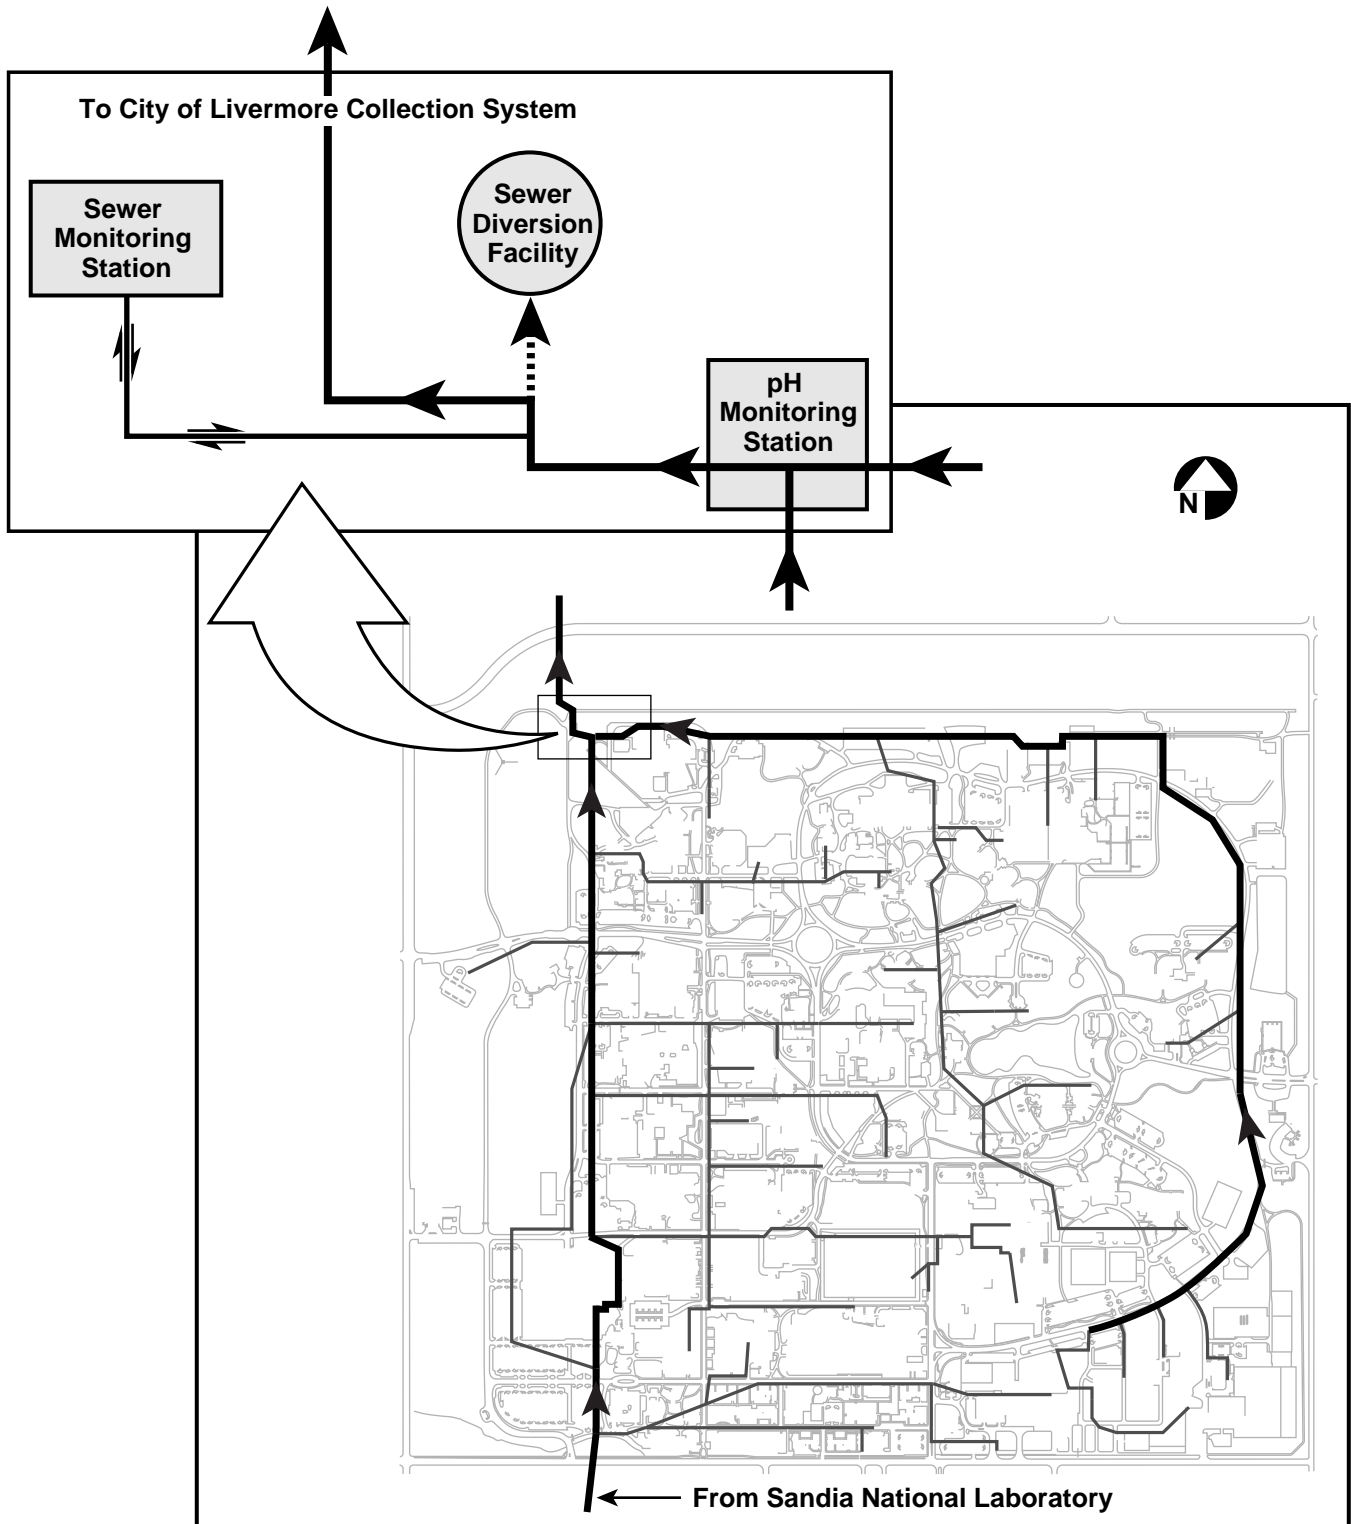 To City of Livermore Collection System
Sewer
Monitoring
Station
Sewer
Diversion
Facility
pH
Monitoring
Station
N
From Sandia National Laboratory